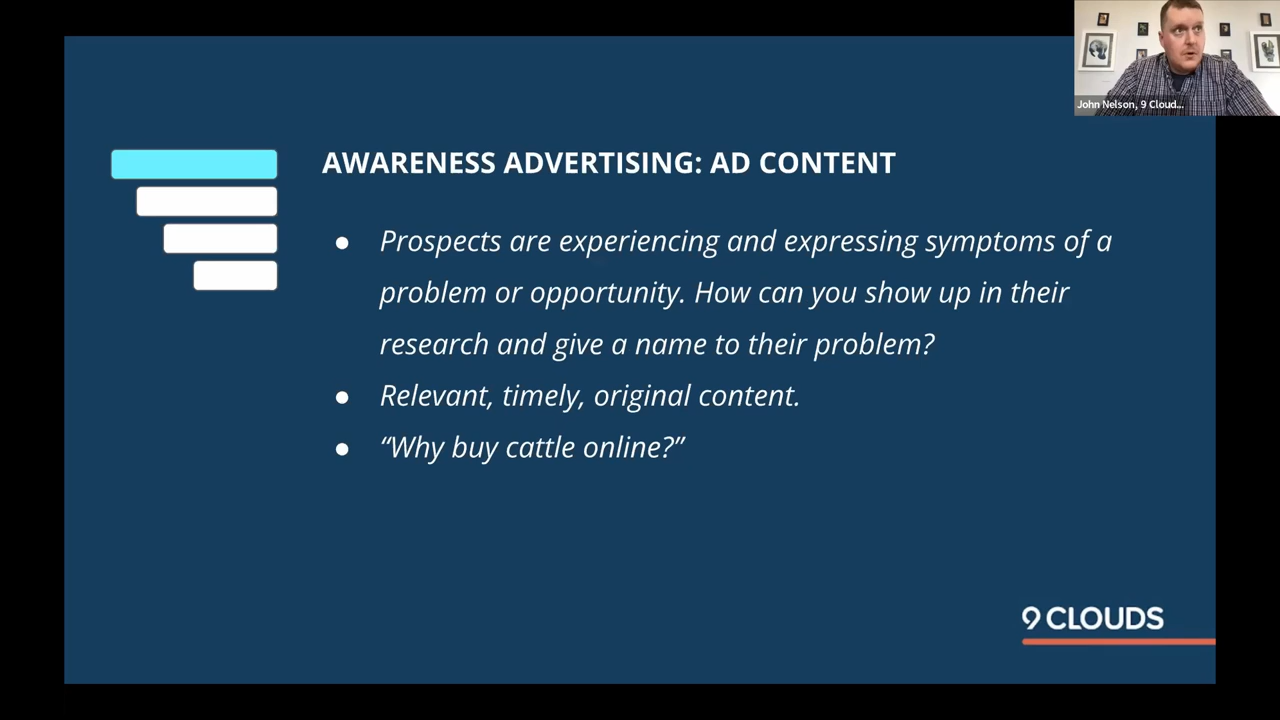 John Nelson, 9 Cloud...
AWARENESS ADVERTISING: AD CONTENT
● Prospects are experiencing and expressing symptoms of a
problem or opportunity. How can you show up in their
research and give a name to their problem?
● Relevant, timely, original content.
● “Why buy cattle online?”
9 CLOUDS